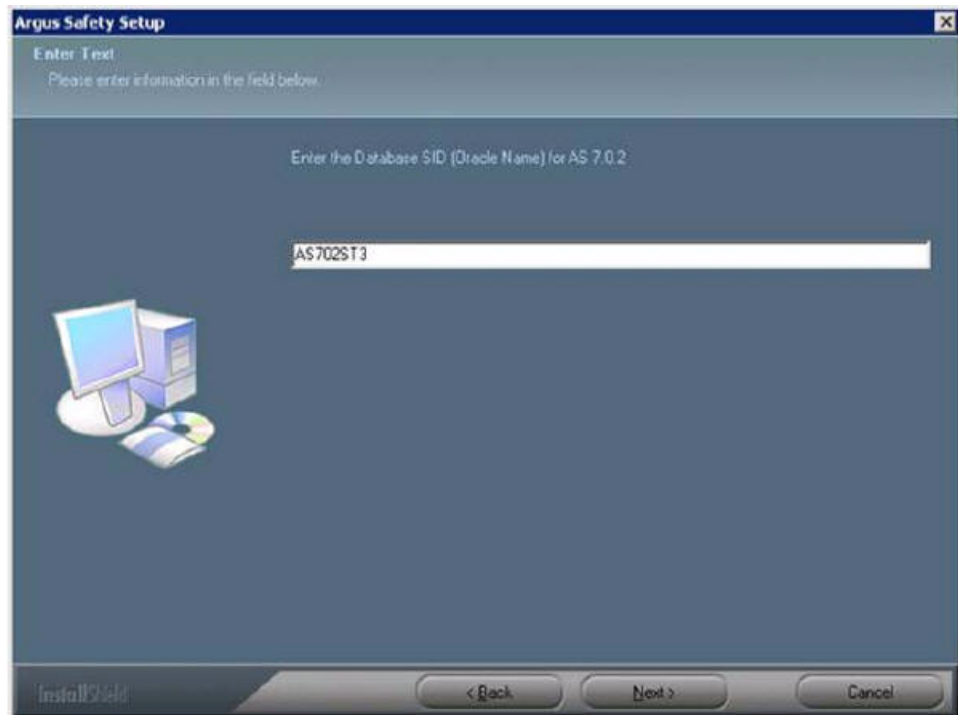 Argus Safety Setup
Enter Text
Please enter information in the field below.
Enter the Database SID (Oracle Name) for AS 7.0.2
AS702ST3
InstallShield
< Back
Next >
Cancel